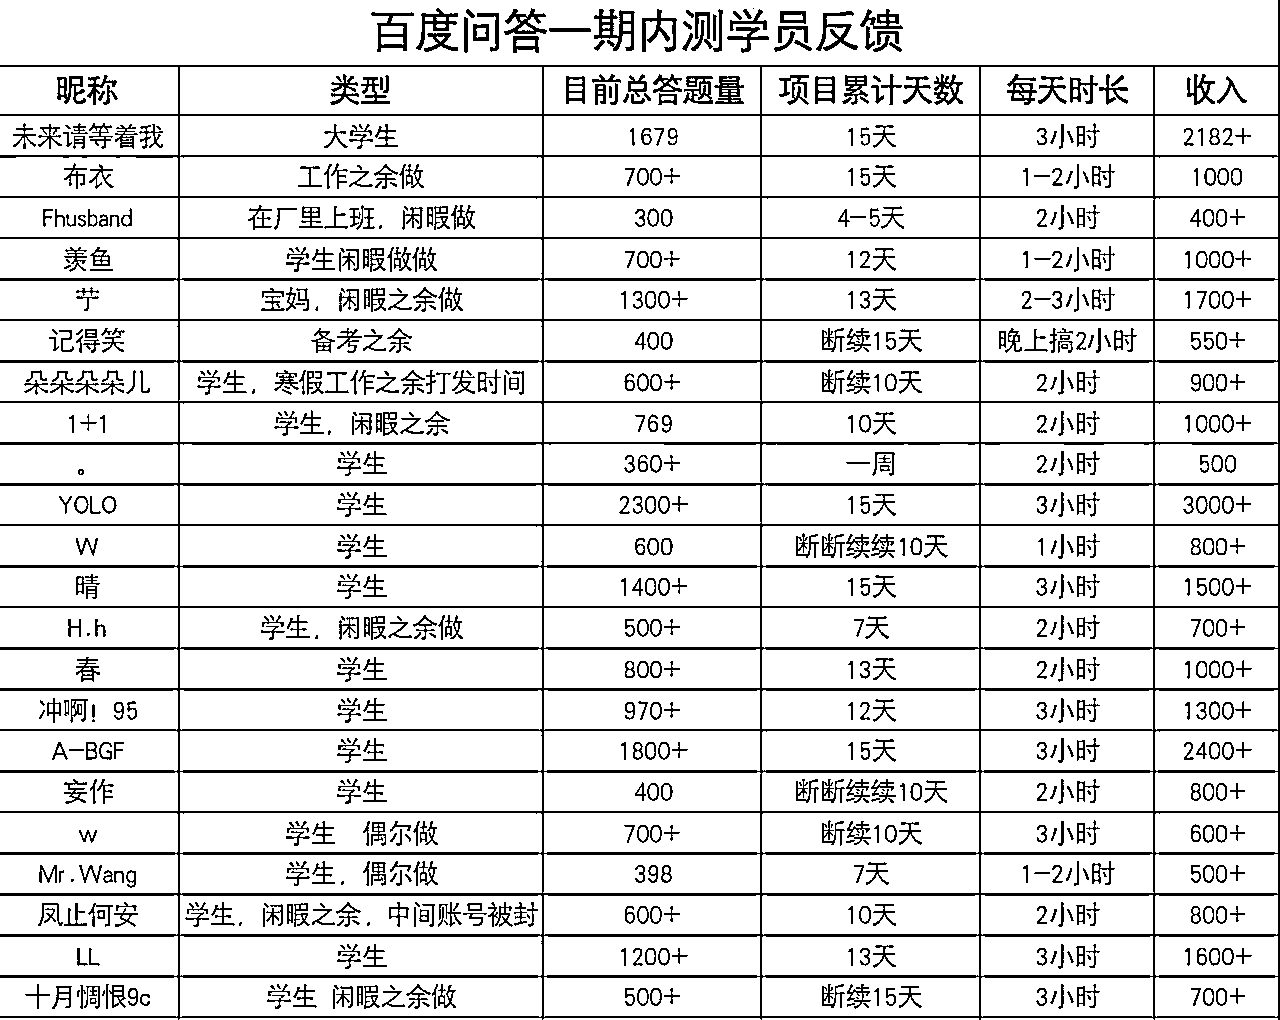 百度问答一期内测学员反馈
昵称 类型 目前总答题量 项目累计天数 每天时长 收入
未来请等着我 大学生 1679 15天 3小时 2182+
布衣 工作之余做 700+ 15天 1-2小时 1000
Fhusband 在厂里上班，闲暇做 300 4-5天 2小时 400+
羡鱼 学生闲暇做做 700+ 12天 1-2小时 1000+
艼 宝妈，闲暇之余做 1300+ 13天 2-3小时 1700+
记得笑 备考之余 400 断续15天 晚上搞2小时 550+
朵朵朵朵儿 学生，寒假工作之余打发时间 600+ 断续10天 2小时 900+
1+1 学生，闲暇之余 769 10天 2小时 1000+
。 学生 360+ 一周 2小时 500
YOLO 学生 2300+ 15天 3小时 3000+
W 学生 600 断断续续10天 1小时 800+
晴 学生 1400+ 15天 3小时 1500+
H.h 学生，闲暇之余做 500+ 7天 2小时 700+
春 学生 800+ 13天 2小时 1000+
冲啊！95 学生 970+ 12天 3小时 1300+
A-BGF 学生 1800+ 15天 3小时 2400+
妄作 学生 400 断断续续10天 2小时 800+
w 学生 偶尔做 700+ 断续10天 3小时 600+
Mr.Wang 学生，偶尔做 398 7天 1-2小时 500+
凤止何安 学生，闲暇之余，中间账号被封 600+ 10天 2小时 800+
LL 学生 1200+ 13天 3小时 1600+
十月惆怅9c 学生 闲暇之余做 500+ 断续15天 3小时 700+